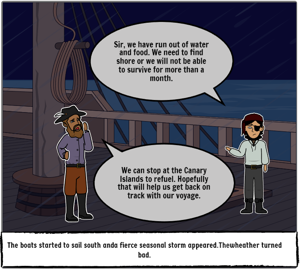 Sir, we have run out of water
and food. We need to find
shore or we will not be able
to survive for more than a
month.
We can stop at the Canary
Islands to refuel. Hopefully
that will help us get back on
track with our voyage.
The boats started to sail south anda fierce seasonal storm appeared.Thewheather turned
bad.